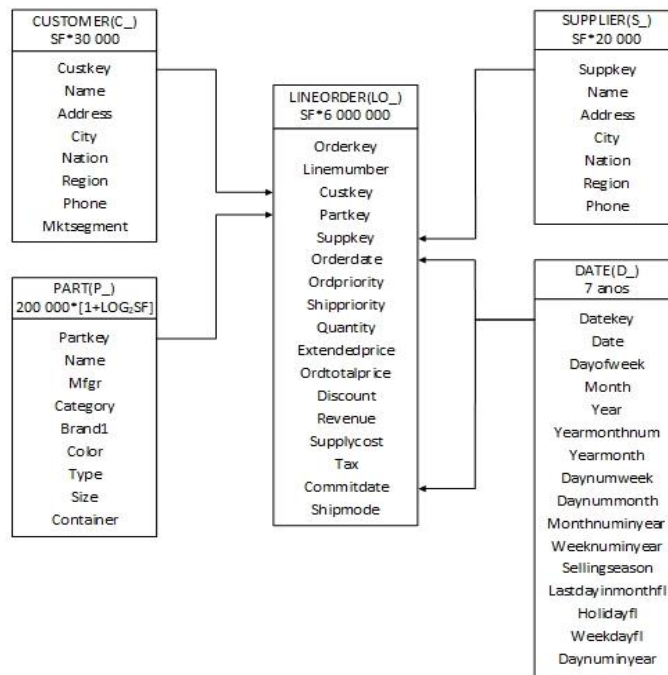 CUSTOMER(C_)
SF*30 000
Custkey
Name
Address
City
Nation
Region
Phone
Mktsegment
PART(P_)
200 000*[1+LOG₂SF]
Partkey
Name
Mfgr
Category
Brand1
Color
Type
Size
Container
LINEORDER(LO_)
SF*6 000 000
Orderkey
Linenumber
Custkey
Partkey
Suppkey
Orderdate
Ordpriority
Shippriority
Quantity
Extendedprice
Ordtotalprice
Discount
Revenue
Supplycost
Tax
Commitdate
Shipmode
SUPPLIER(S_)
SF*20 000
Suppkey
Name
Address
City
Nation
Region
Phone
DATE(D_)
7 anos
Datekey
Date
Dayofweek
Month
Year
Yearmonthnum
Yearmonth
Daynumweek
Daynummonth
Monthnuminyear
Weeknuminyear
Sellingseason
Lastdayinmonthfl
Holidayfl
Weekdayfl
Daynuminyear